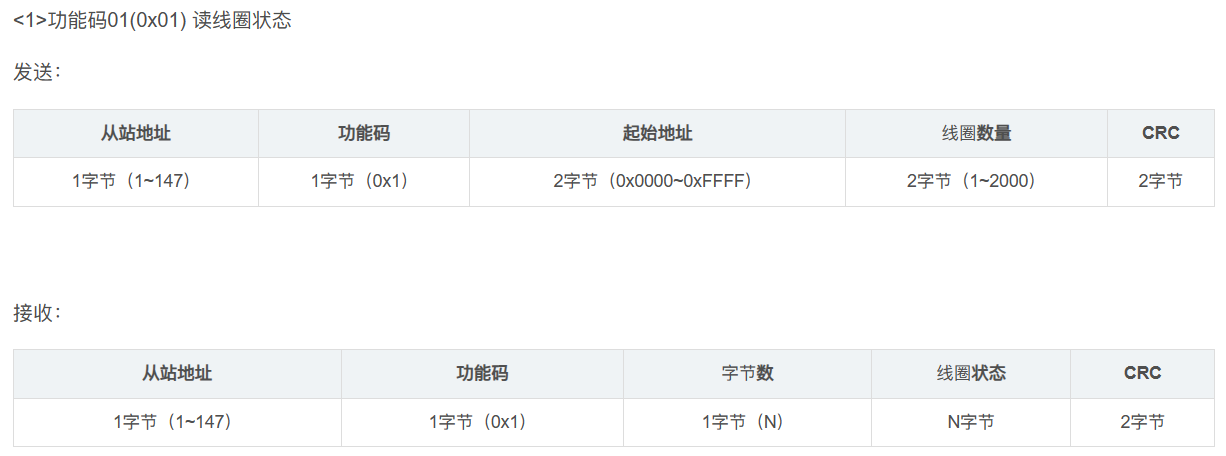 <1>功能码01(0x01) 读线圈状态
发送：
从站地址 功能码 起始地址 线圈数量 CRC
1字节（1~147） 1字节（0x1） 2字节（0x0000~0xFFFF） 2字节（1~2000） 2字节
接收：
从站地址 功能码 字节数 线圈状态 CRC
1字节（1~147） 1字节（0x1） 1字节（N） N字节 2字节